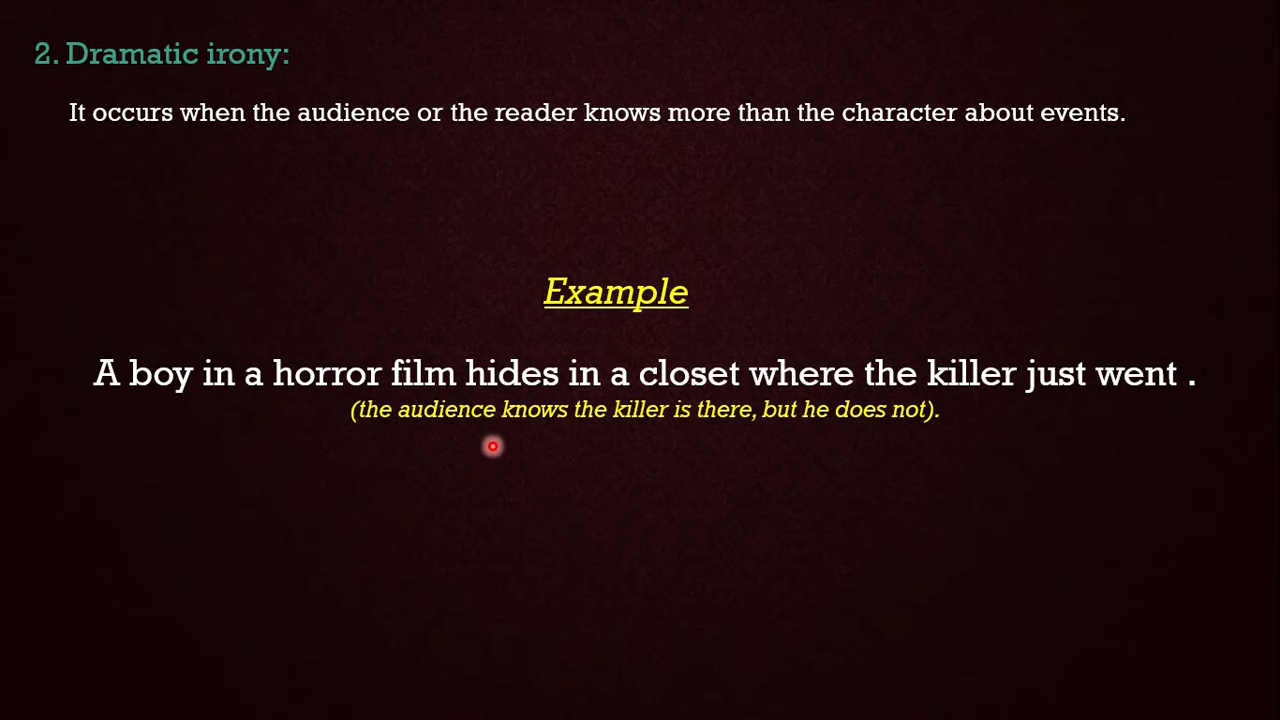 2. Dramatic irony:
It occurs when the audience or the reader knows more than the character about events.
Example
A boy in a horror film hides in a closet where the killer just went .
(the audience knows the killer is there, but he does not).